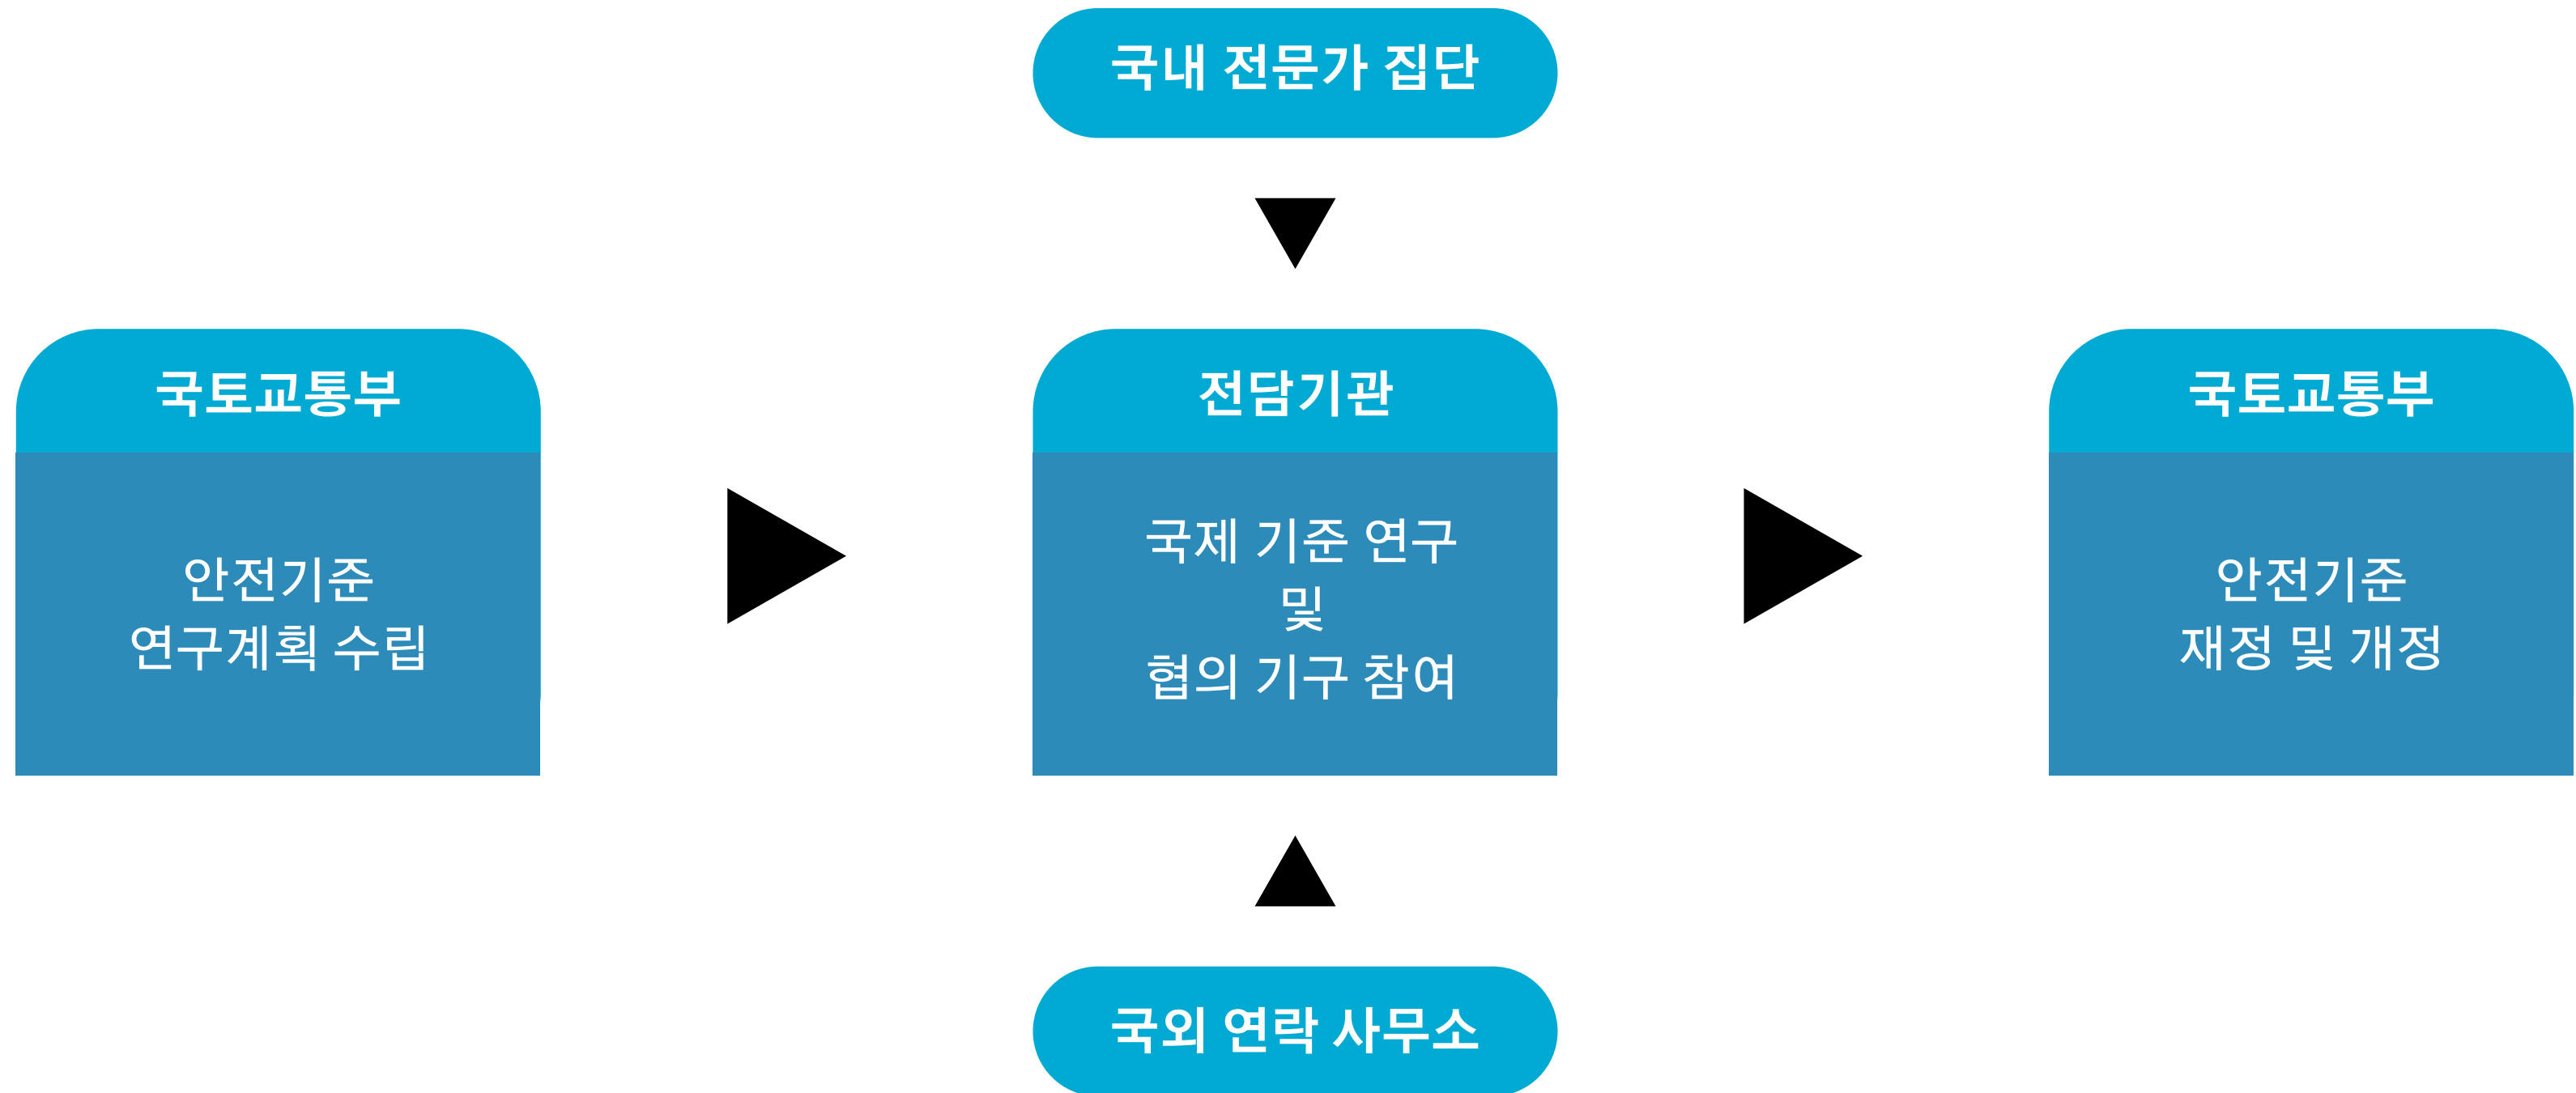 국내 전문가 집단
국토교통부
안전기준
연구계획 수립
전담기관
국제 기준 연구
및
협의 기구 참여
국토교통부
안전기준
재정 및 개정
국외 연락 사무소